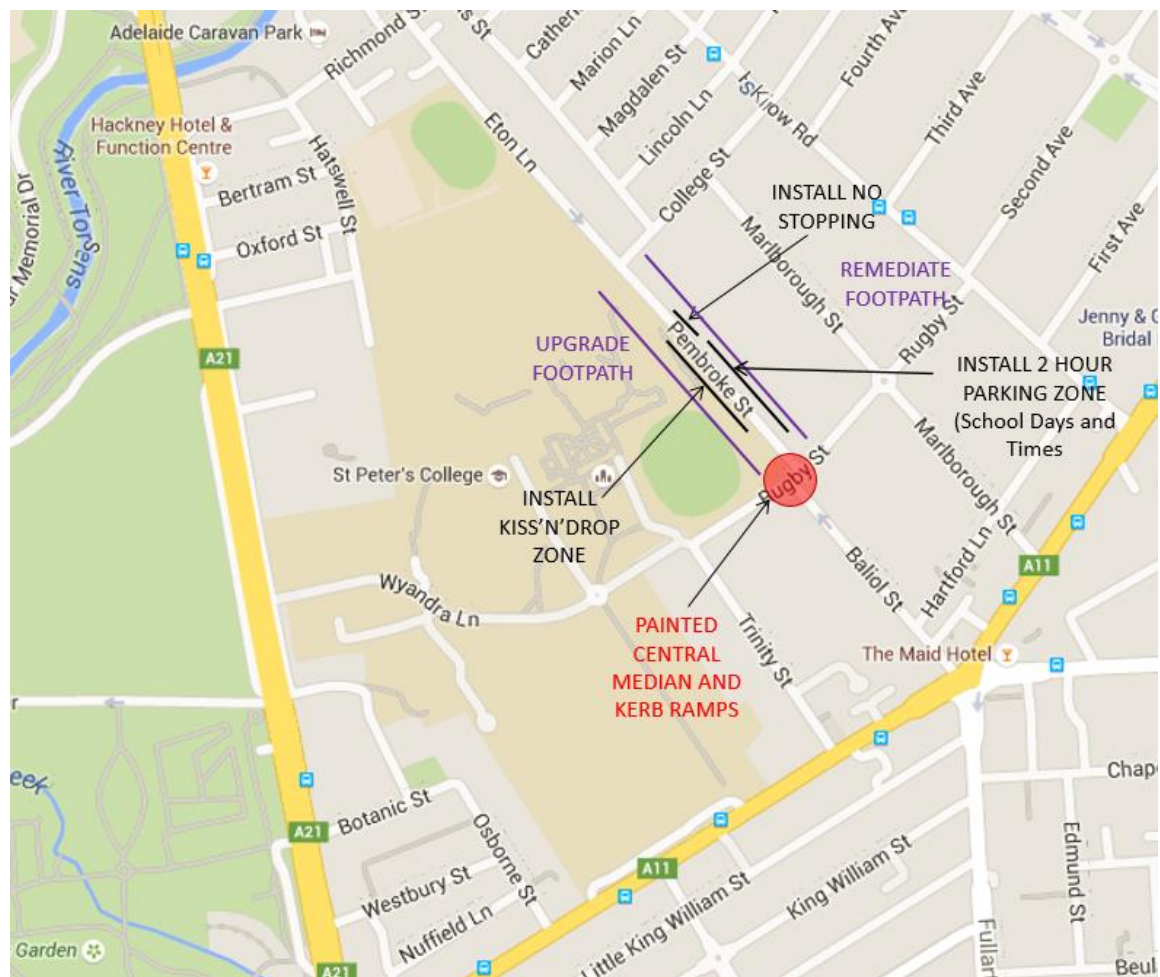 Adelaide Caravan Park
Richmond St
Marion Ln
Magdalen St
Lincoln Ln
Fourth Ave
Third Ave
Second Ave
First Ave
Hackney Hotel &
Function Centre
River Torrens
Memorial Dr
Hatswell St
Eton Ln
Bertram St
Oxford St
College St
INSTALL NO
STOPPING
Marlborough St
REMEDIATE
FOOTPATH
Rugby St
Jenny & G
Bridal
A21
UPGRADE
FOOTPATH
Pembroke St
INSTALL 2 HOUR
PARKING ZONE
(School Days and
Times
Marlborough St
St Peter's College
INSTALL
KISS'N'DROP
ZONE
Rugby St
Baliol St
Hartford Ln
A11
Wyandra Ln
PAINTED
CENTRAL
MEDIAN AND
KERB RAMPS
Trinity St
The Maid Hotel
eek
Botanic St
A21
Osborne St
Chape
Edmund St
Westbury St
Nuffield Ln
A11
Little King William St
King William St
Fullar
Garden
A21
Beul